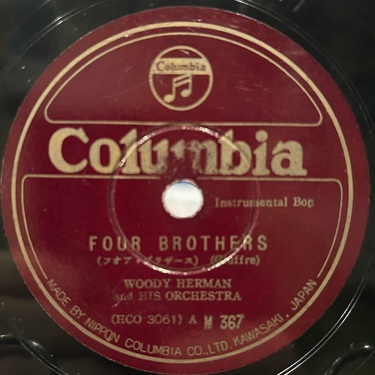 Columbia
Columbia
Instrumental Bop
FOUR BROTHERS
(フオア・ブラザース) (Giuffre)
WOODY HERMAN
and HIS ORCHESTRA
(HCO 3061) A M 367
MADE BY NIPPON COLUMBIA CO., LTD. KAWASAKI, JAPAN